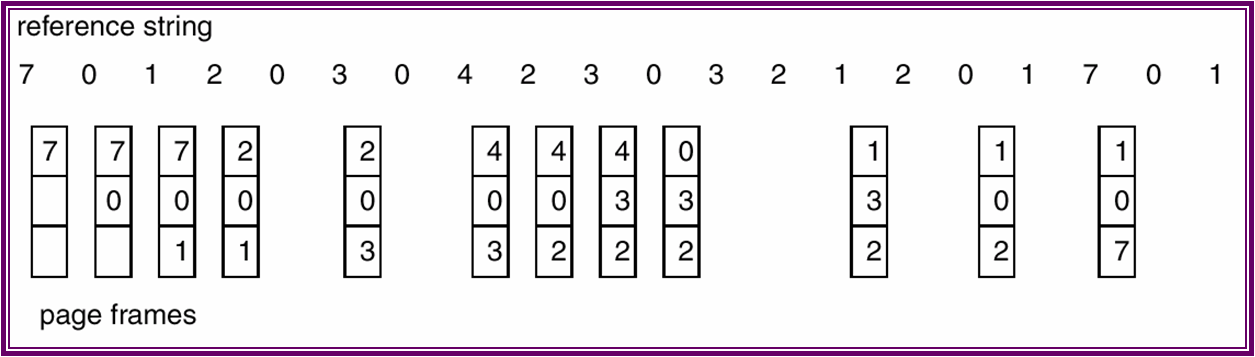 reference string
7 0 1 2 0 3 0 4 2 3 0 3 2 1 2 0 1 7 0 1
7 7 7 2 2 4 4 4 0 1 1 1
0 0 0 0 0 0 3 3 3 0 0
1 1 3 3 2 2 2 2 2 7
page frames